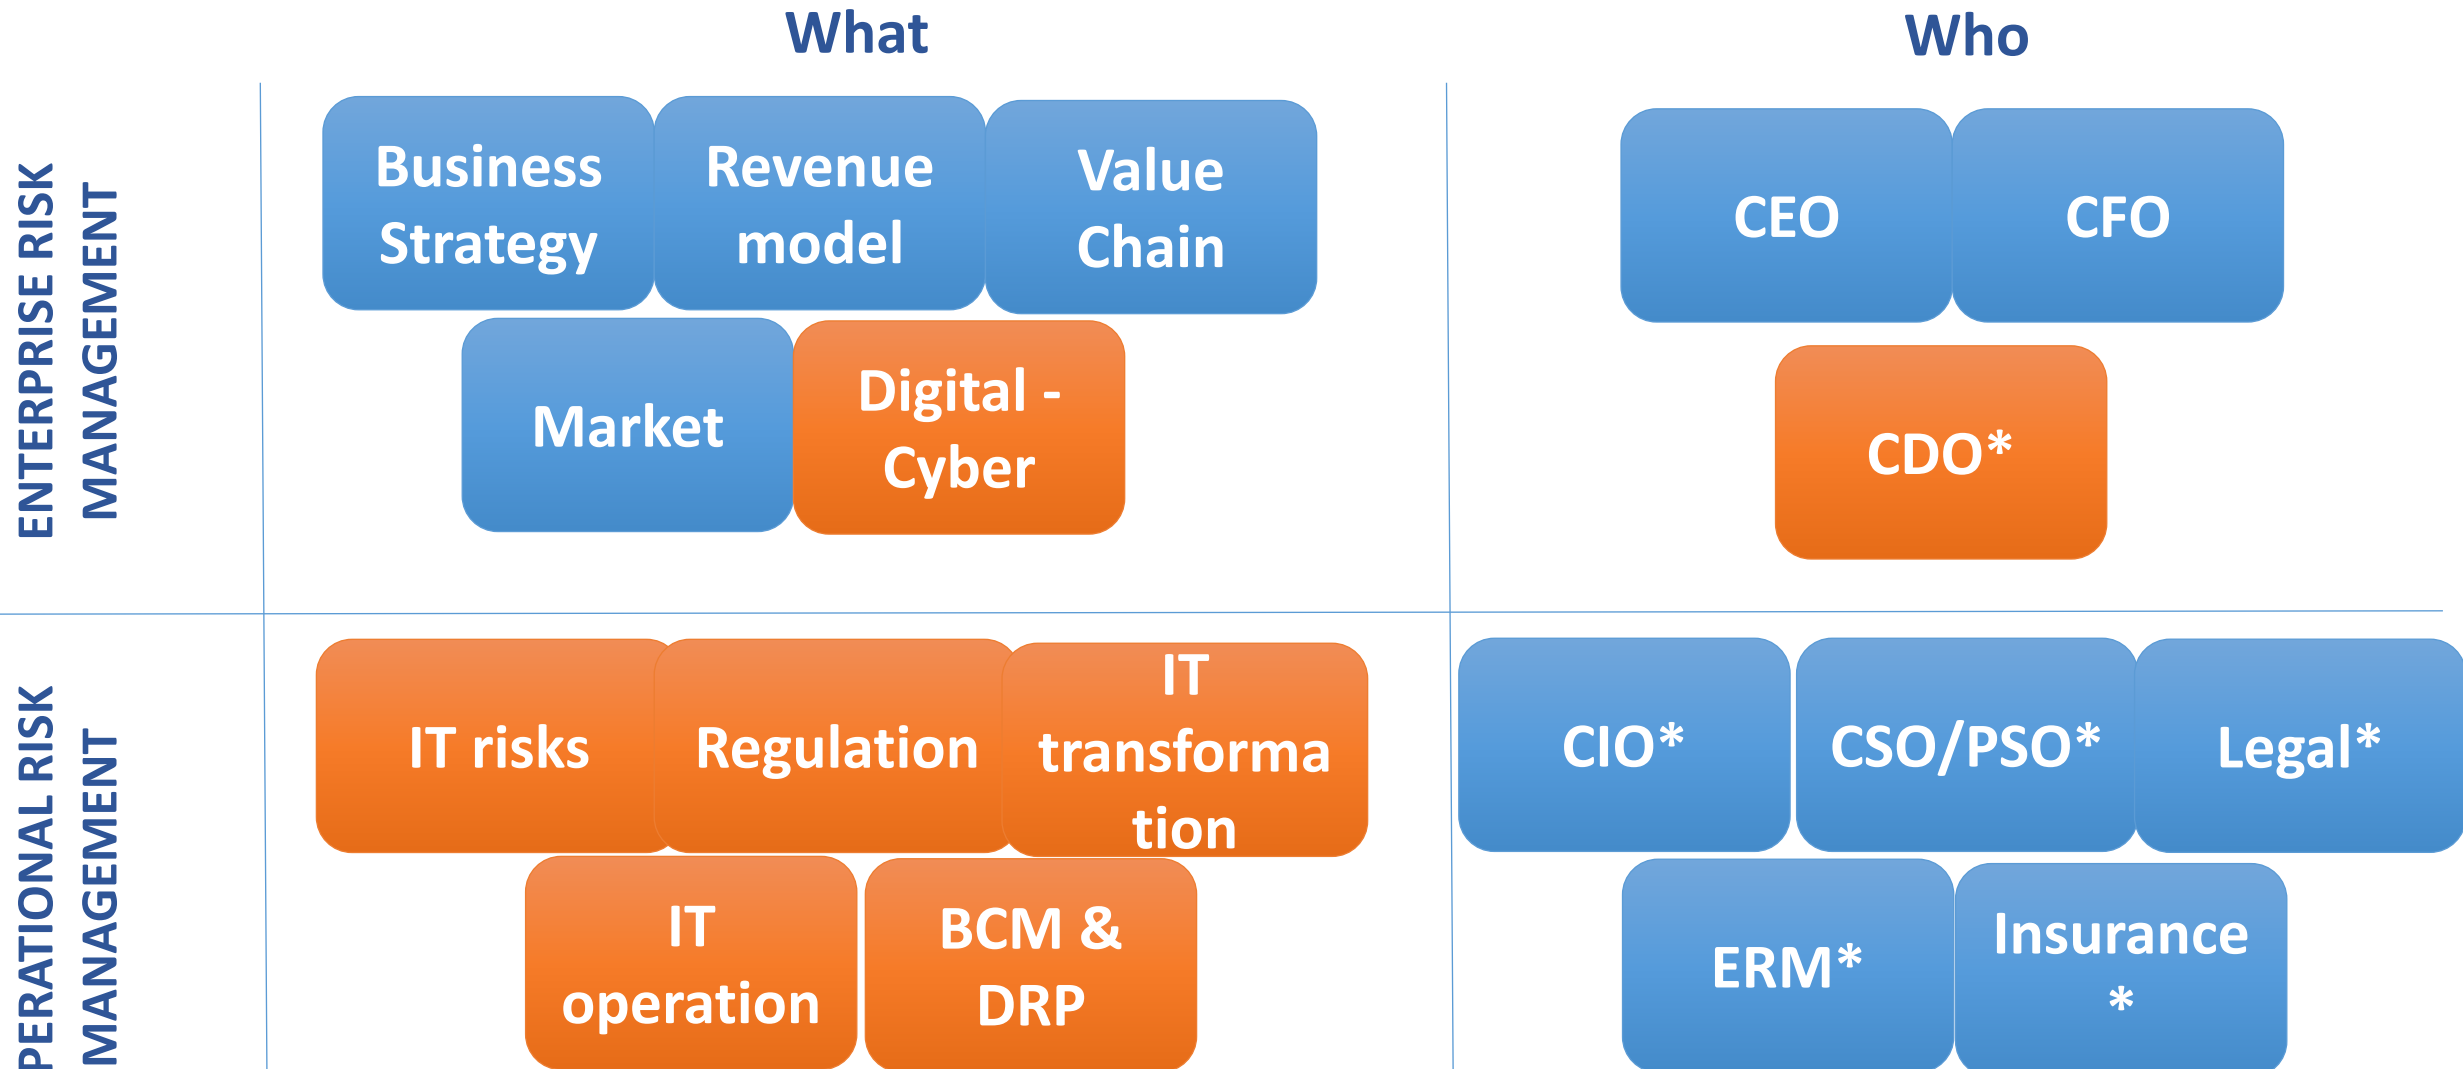 What
Who
ENTERPRISE RISK
MANAGEMENT
Business
Strategy
Revenue
model
Value
Chain
Market
Digital -
Cyber
CEO
CFO
CDO*
PERATIONAL RISK
MANAGEMENT
IT risks
Regulation
IT
transforma
tion
IT
operation
BCM &
DRP
CIO*
CSO/PSO*
Legal*
ERM*
Insurance
*